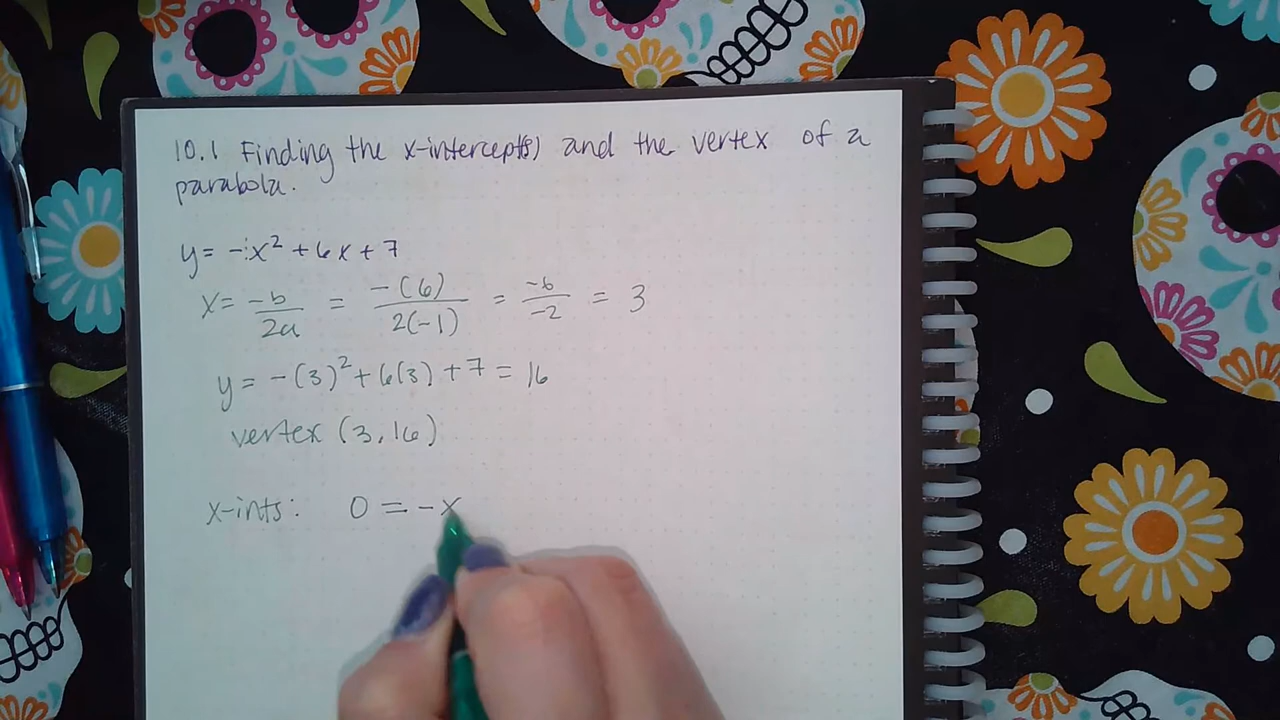 10.1 Finding the x-intercept(s) and the vertex of a
parabola.
y = -1x² + 6x + 7
x = -b/2a = -(6)/2(-1) = -6/-2 = 3
y = -(3)² + 6(3) + 7 = 16
vertex (3, 16)
x-ints: 0 = -x